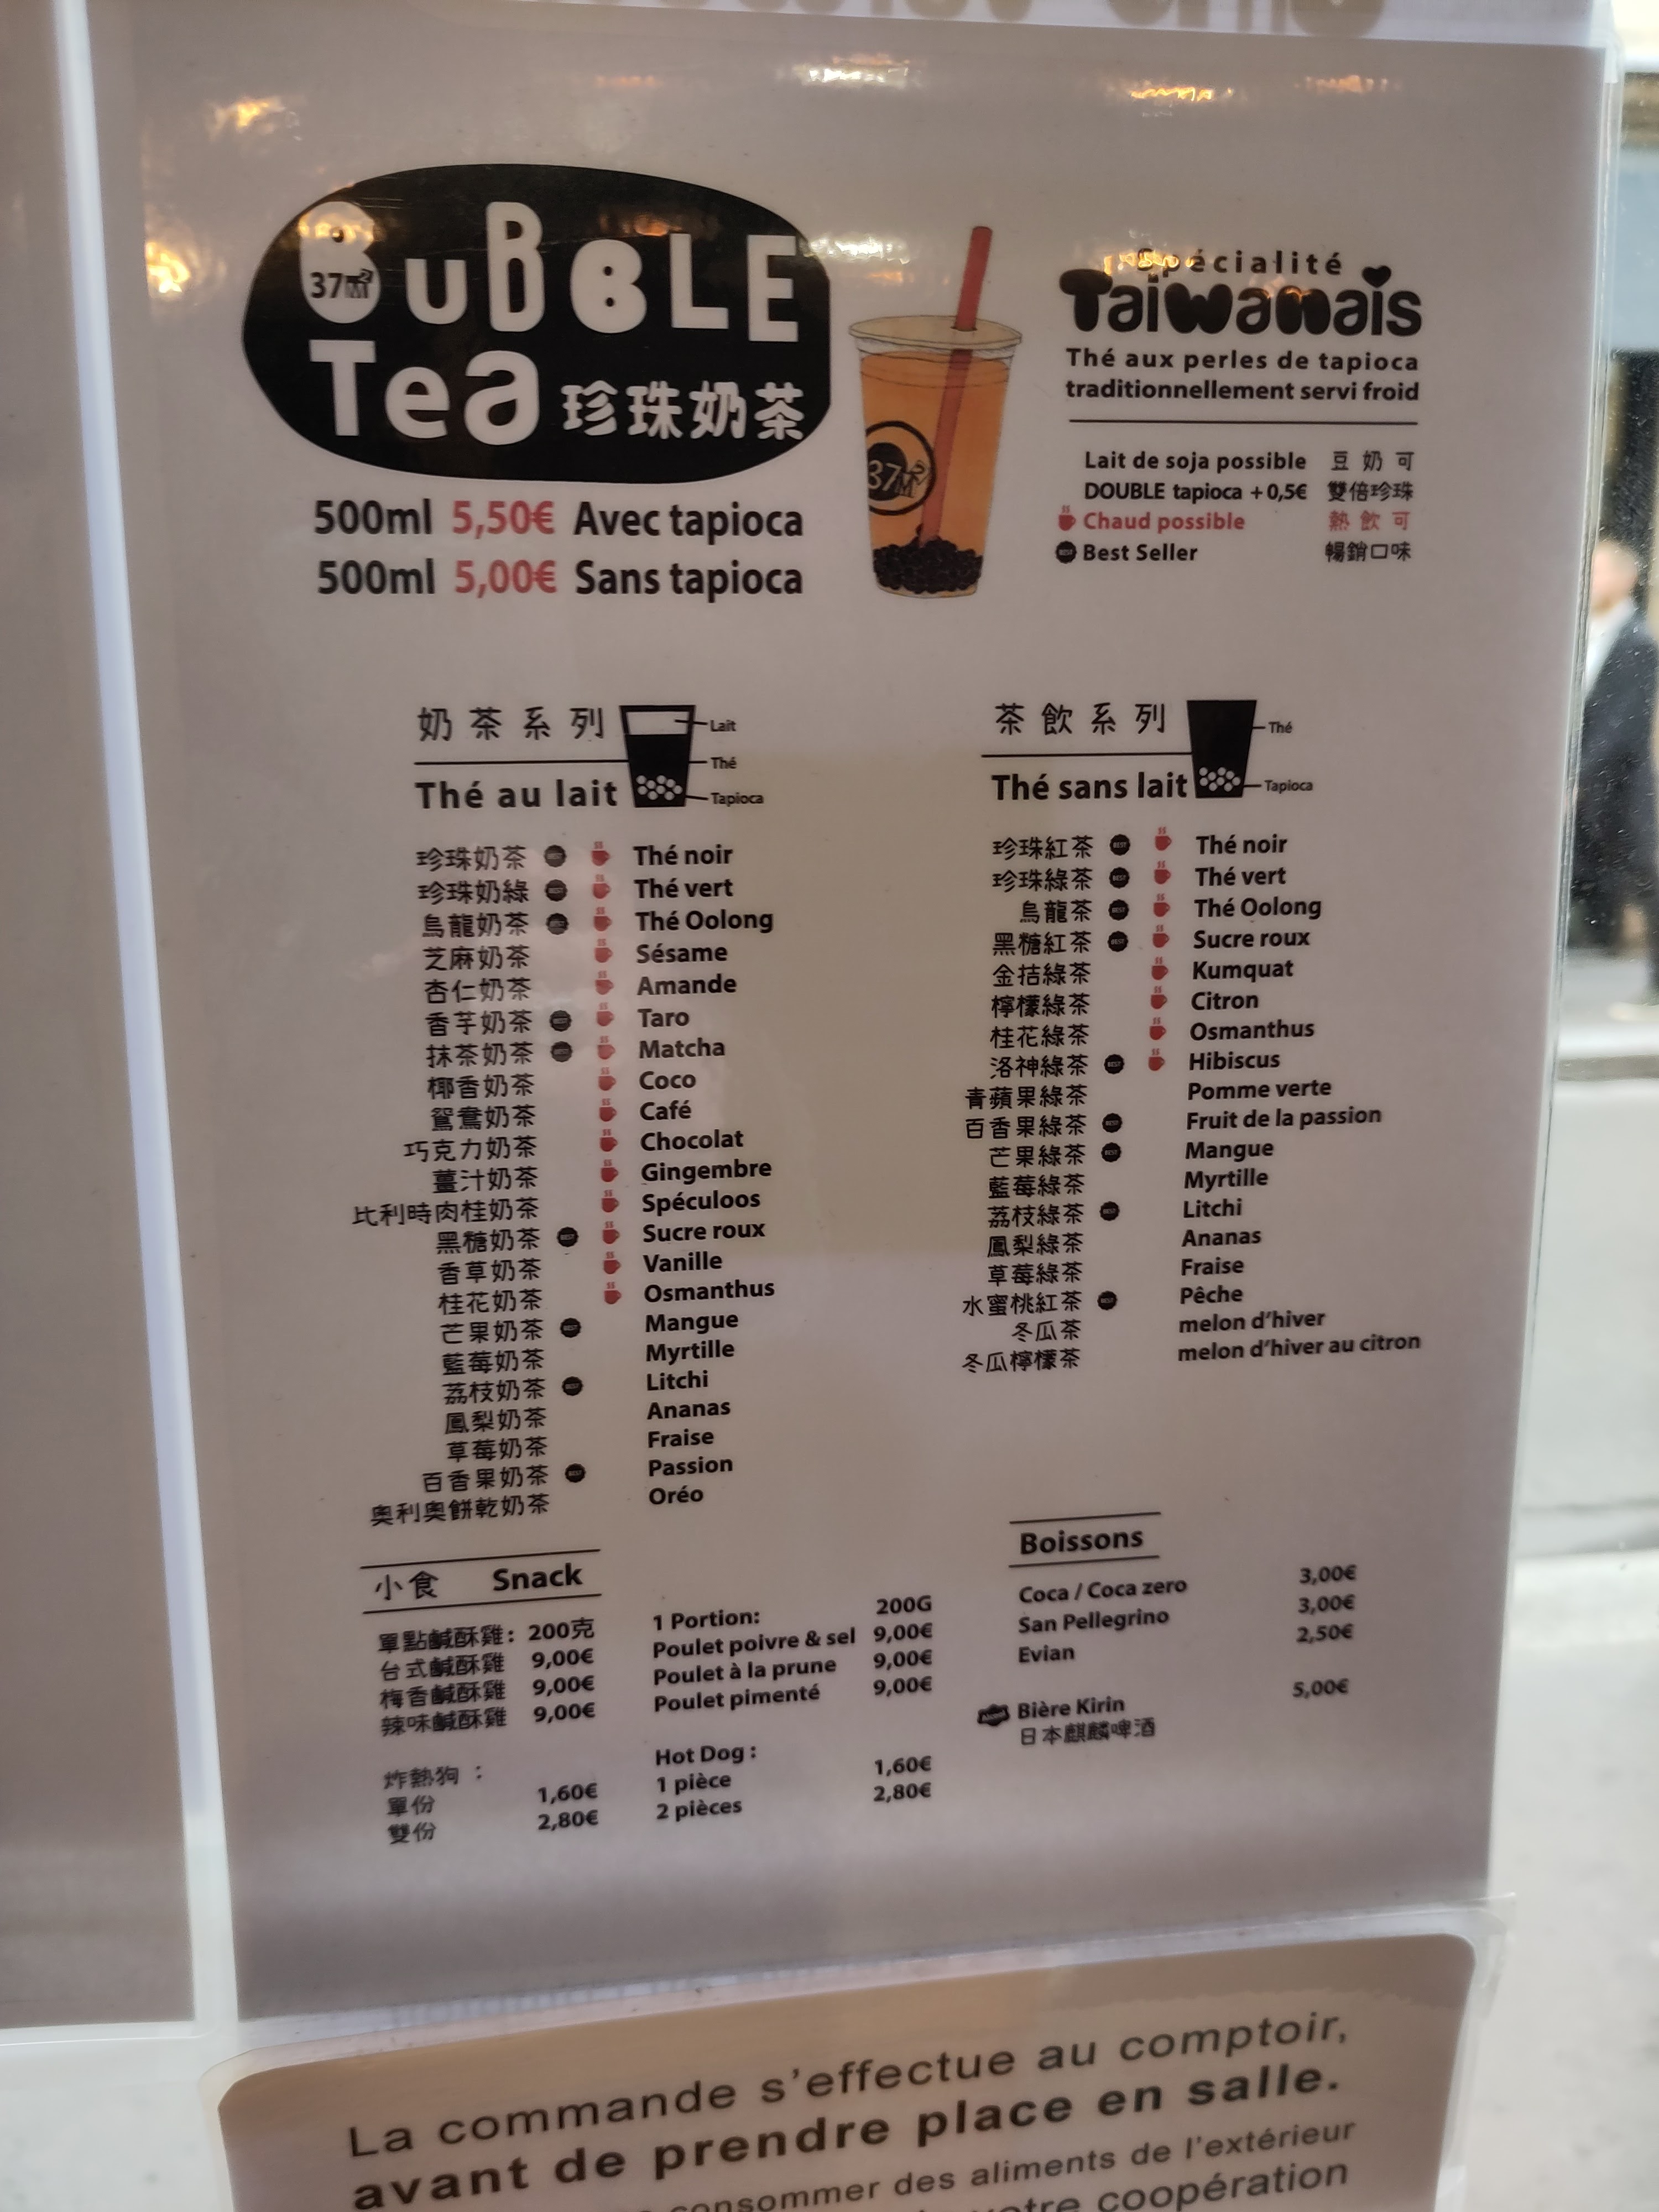 BuBBLE
37m²
Tea 珍珠奶茶
500ml 5,50€ Avec tapioca
500ml 5,00€ Sans tapioca
37M²
Spécialité
Taiwanais
Thé aux perles de tapioca
traditionnellement servi froid
Lait de soja possible 豆奶可
DOUBLE tapioca +0,5€ 雙倍珍珠
Chaud possible 熱飲可
BEST Best Seller 暢銷口味
奶茶系列
Thé au lait
Lait
Thé
Tapioca
珍珠奶茶 Thé noir
珍珠奶綠 Thé vert
烏龍奶茶 Thé Oolong
芝麻奶茶 Sésame
杏仁奶茶 Amande
香芋奶茶 Taro
抹茶奶茶 Matcha
椰香奶茶 Coco
鴛鴦奶茶 Café
巧克力奶茶 Chocolat
薑汁奶茶 Gingembre
比利時肉桂奶茶 Spéculoos
黑糖奶茶 BEST Sucre roux
香草奶茶 Vanille
桂花奶茶 Osmanthus
芒果奶茶 BEST Mangue
藍莓奶茶 Myrtille
荔枝奶茶 BEST Litchi
鳳梨奶茶 Ananas
草莓奶茶 Fraise
百香果奶茶 BEST Passion
奧利奧餅乾奶茶 Oréo
茶飲系列
Thé sans lait
Thé
Tapioca
珍珠紅茶 BEST Thé noir
珍珠綠茶 BEST Thé vert
烏龍茶 BEST Thé Oolong
黑糖紅茶 BEST Sucre roux
金拮綠茶 Kumquat
檸檬綠茶 Citron
桂花綠茶 Osmanthus
洛神綠茶 BEST Hibiscus
青蘋果綠茶 Pomme verte
百香果綠茶 BEST Fruit de la passion
芒果綠茶 BEST Mangue
藍莓綠茶 Myrtille
荔枝綠茶 BEST Litchi
鳳梨綠茶 Ananas
草莓綠茶 Fraise
水蜜桃紅茶 BEST Pêche
冬瓜茶 melon d'hiver
冬瓜檸檬茶 melon d'hiver au citron
小食 Snack
單點鹹酥雞: 200克 1 Portion: 200G
台式鹹酥雞 9,00€ Poulet poivre & sel 9,00€
梅香鹹酥雞 9,00€ Poulet à la prune 9,00€
辣味鹹酥雞 9,00€ Poulet pimenté 9,00€
炸熱狗 : Hot Dog :
單份 1,60€ 1 pièce 1,60€
雙份 2,80€ 2 pièces 2,80€
Boissons
Coca / Coca zero 3,00€
San Pellegrino 3,00€
Evian 2,50€
Bière Kirin 5,00€
日本麒麟啤酒
La commande s'effectue au comptoir,
avant de prendre place en salle.
consommer des aliments de l'extérieur
votre coopération